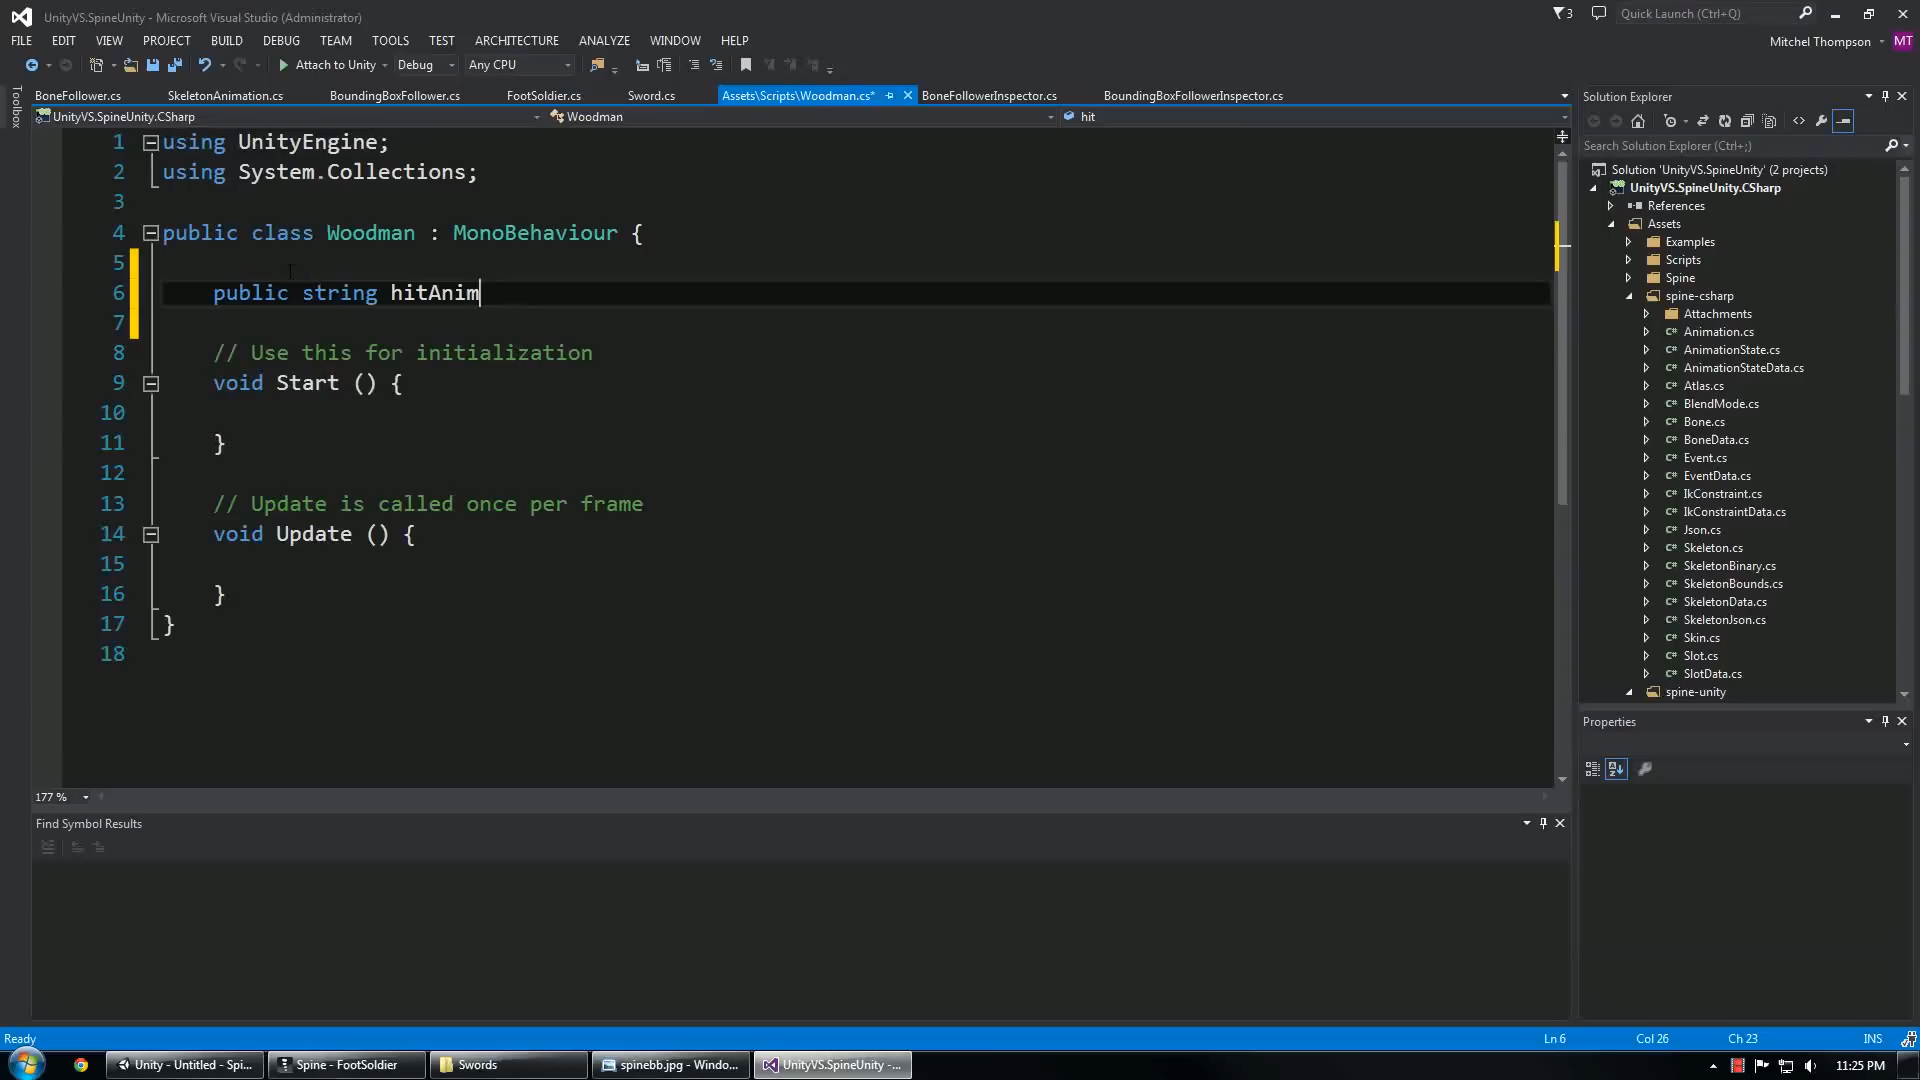 UnityVS.SpineUnity - Microsoft Visual Studio (Administrator)
3
Quick Launch (Ctrl+Q)
FILE EDIT VIEW PROJECT BUILD DEBUG TEAM TOOLS TEST ARCHITECTURE ANALYZE WINDOW HELP
Mitchel Thompson MT
Attach to Unity Debug Any CPU
Toolbox
BoneFollower.cs SkeletonAnimation.cs BoundingBoxFollower.cs FootSoldier.cs Sword.cs Assets\Scripts\Woodman.cs* BoneFollowerInspector.cs BoundingBoxFollowerInspector.cs
UnityVS.SpineUnity.CSharp Woodman hit
1 using UnityEngine;
2 using System.Collections;
3
4 public class Woodman : MonoBehaviour {
5
6 public string hitAnim
7
8 // Use this for initialization
9 void Start () {
10
11 }
12
13 // Update is called once per frame
14 void Update () {
15
16 }
17 }
18
177 %
Find Symbol Results
Solution Explorer
Search Solution Explorer (Ctrl+;)
Solution 'UnityVS.SpineUnity' (2 projects)
UnityVS.SpineUnity.CSharp
References
Assets
Examples
Scripts
Spine
spine-csharp
Attachments
C# Animation.cs
C# AnimationState.cs
C# AnimationStateData.cs
C# Atlas.cs
C# BlendMode.cs
C# Bone.cs
C# BoneData.cs
C# Event.cs
C# EventData.cs
C# IkConstraint.cs
C# IkConstraintData.cs
C# Json.cs
C# Skeleton.cs
C# SkeletonBinary.cs
C# SkeletonBounds.cs
C# SkeletonData.cs
C# SkeletonJson.cs
C# Skin.cs
C# Slot.cs
C# SlotData.cs
spine-unity
Properties
Ready
Ln 6 Col 26 Ch 23 INS
Unity - Untitled - Spi... Spine - FootSoldier Swords spinebb.jpg - Windo... UnityVS.SpineUnity -...
11:25 PM